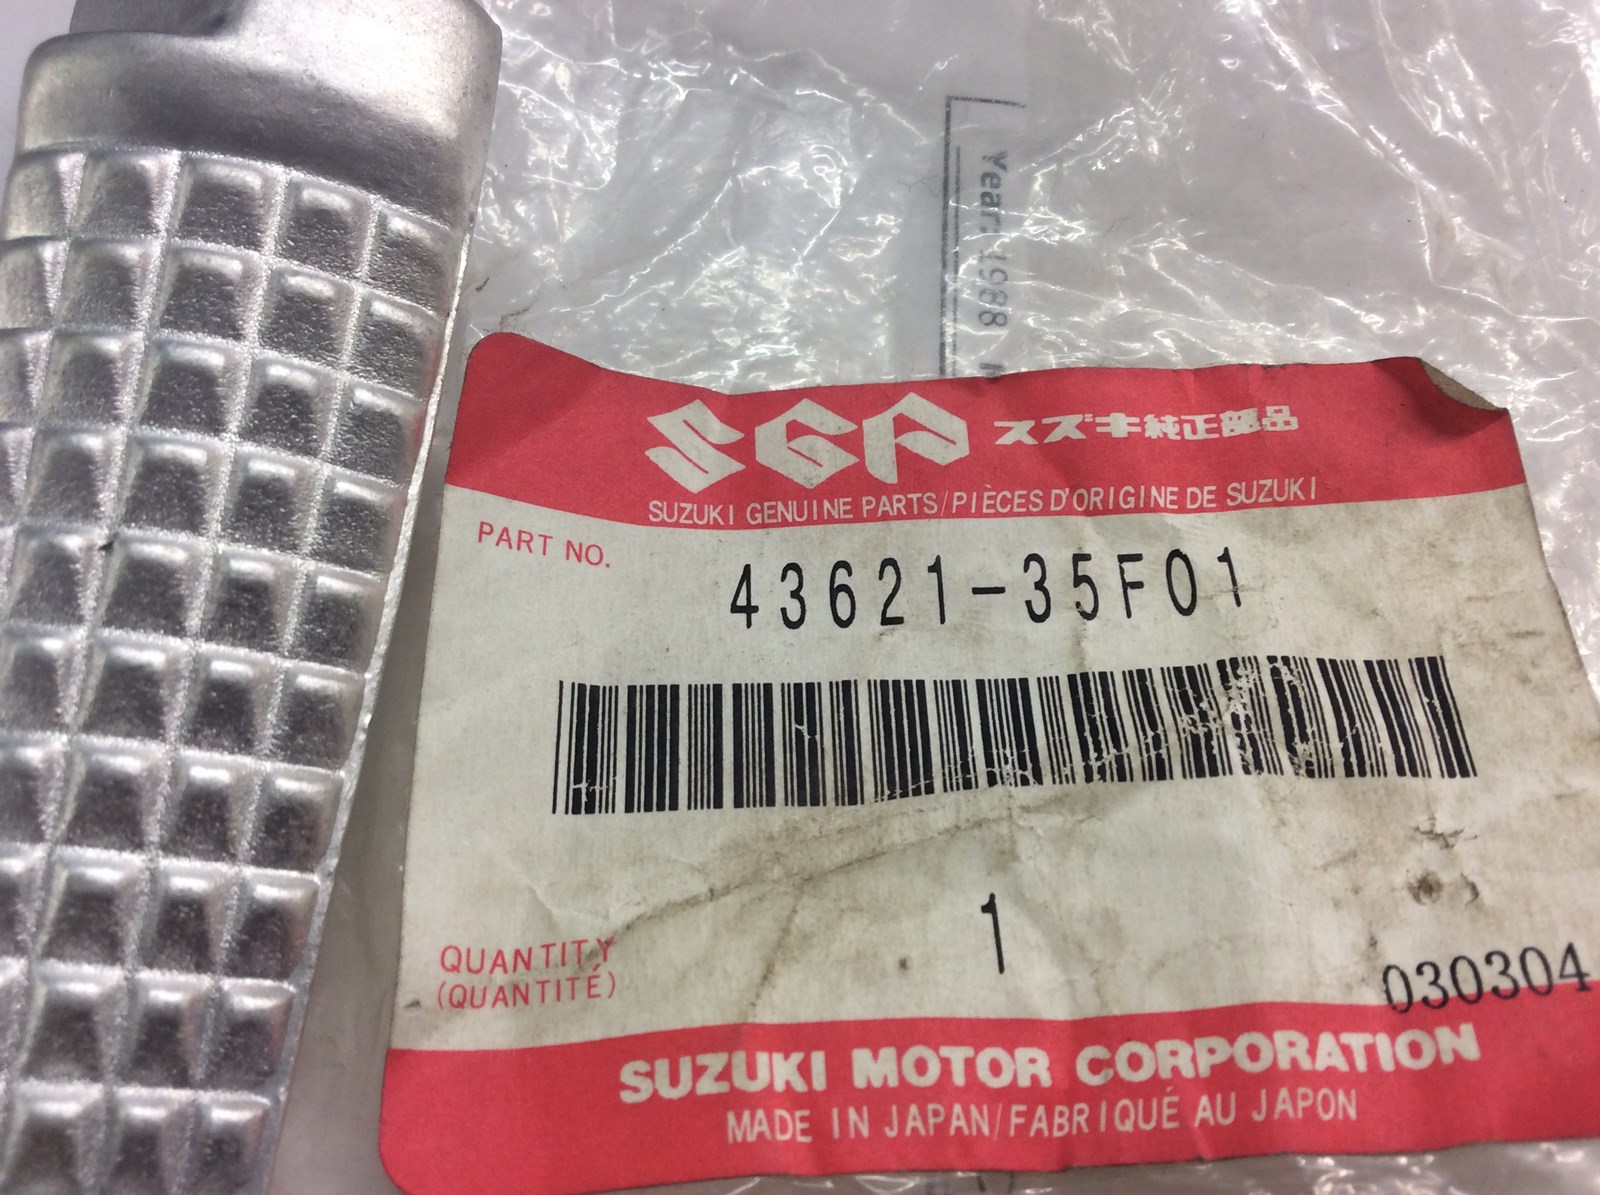 Year: 1988
SGP スズキ純正部品
SUZUKI GENUINE PARTS/PIÈCES D'ORIGINE DE SUZUKI
PART NO.
43621-35F01
QUANTITY
(QUANTITÉ)
1
030304
SUZUKI MOTOR CORPORATION
MADE IN JAPAN/FABRIQUÉ AU JAPON